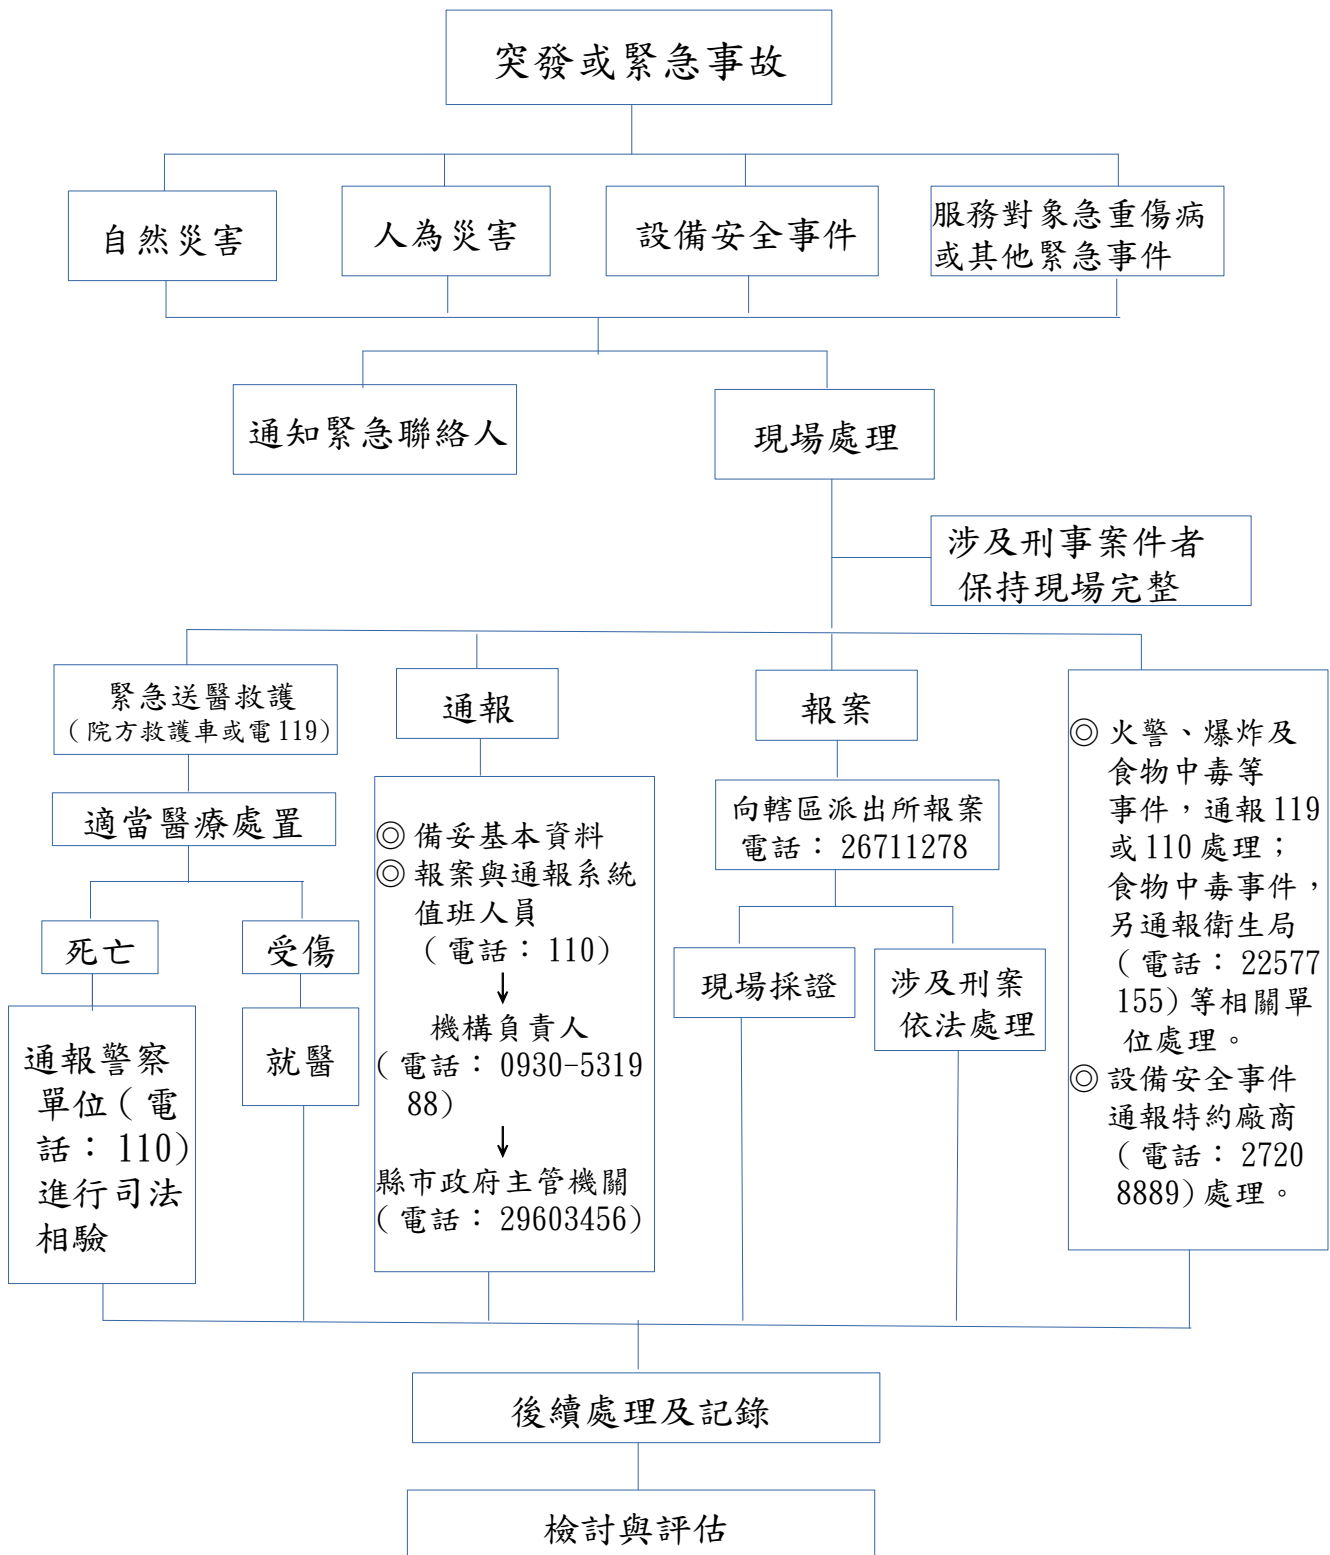 突發或緊急事故
自然災害
人為災害
設備安全事件
服務對象急重傷病
或其他緊急事件
通知緊急聯絡人
現場處理
涉及刑事案件者
保持現場完整
緊急送醫救護
(院方救護車或電119)
適當醫療處置
死亡
受傷
通報警察
單位(電
話：110)
進行司法
相驗
就醫
通報
◎備妥基本資料
◎報案與通報系統
值班人員
(電話：110)
↓
機構負責人
(電話：0930-5319
88)
↓
縣市政府主管機關
(電話：29603456)
報案
向轄區派出所報案
電話：26711278
現場採證
涉及刑案
依法處理
◎火警、爆炸及
食物中毒等
事件，通報119
或110處理；
食物中毒事件，
另通報衛生局
(電話：22577
155)等相關單
位處理。
◎設備安全事件
通報特約廠商
(電話：2720
8889)處理。
後續處理及記錄
檢討與評估